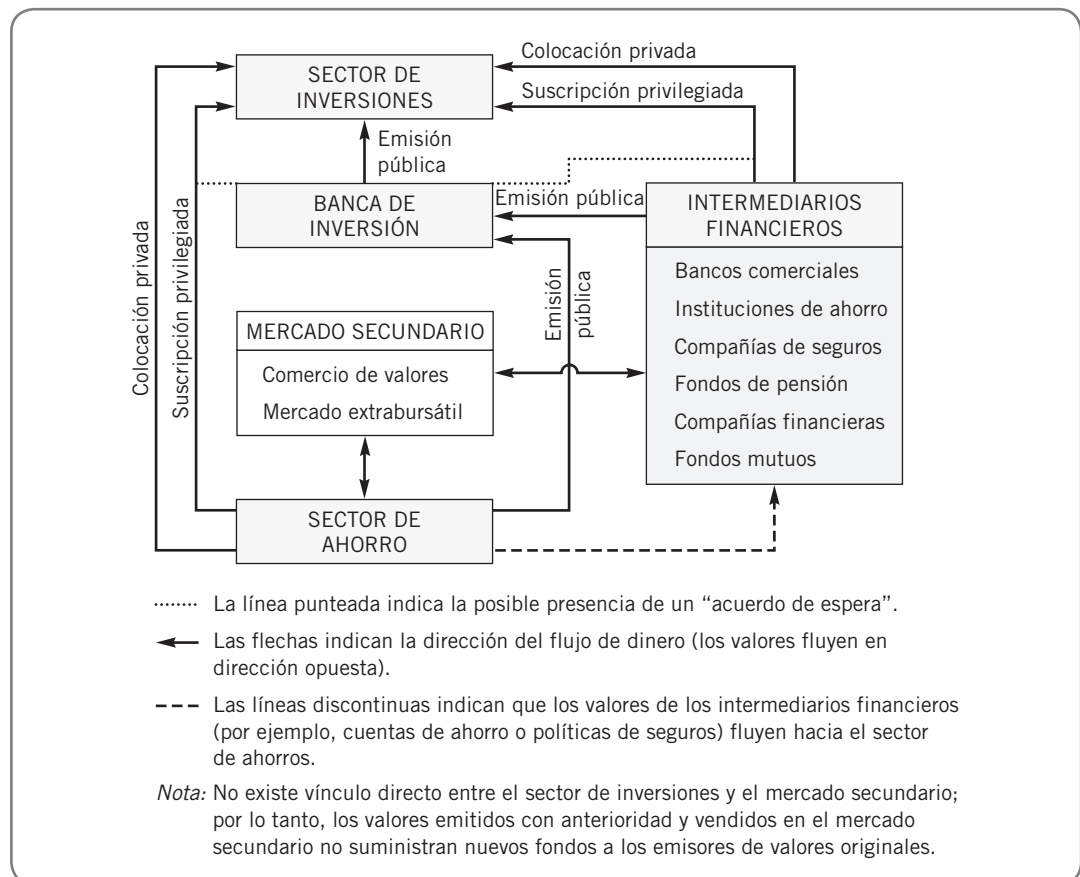 Colocación privada
SECTOR DE
INVERSIONES
Suscripción privilegiada
Emisión
pública
BANCA DE
INVERSIÓN
Emisión pública
INTERMEDIARIOS
FINANCIEROS
Bancos comerciales
Instituciones de ahorro
Compañías de seguros
Fondos de pensión
Compañías financieras
Fondos mutuos
Colocación privada
Suscripción privilegiada
Emisión
pública
MERCADO SECUNDARIO
Comercio de valores
Mercado extrabursátil
SECTOR DE
AHORRO
La línea punteada indica la posible presencia de un “acuerdo de espera”.
Las flechas indican la dirección del flujo de dinero (los valores fluyen en
dirección opuesta).
Las líneas discontinuas indican que los valores de los intermediarios financieros
(por ejemplo, cuentas de ahorro o políticas de seguros) fluyen hacia el sector
de ahorros.
Nota: No existe vínculo directo entre el sector de inversiones y el mercado secundario;
por lo tanto, los valores emitidos con anterioridad y vendidos en el mercado
secundario no suministran nuevos fondos a los emisores de valores originales.